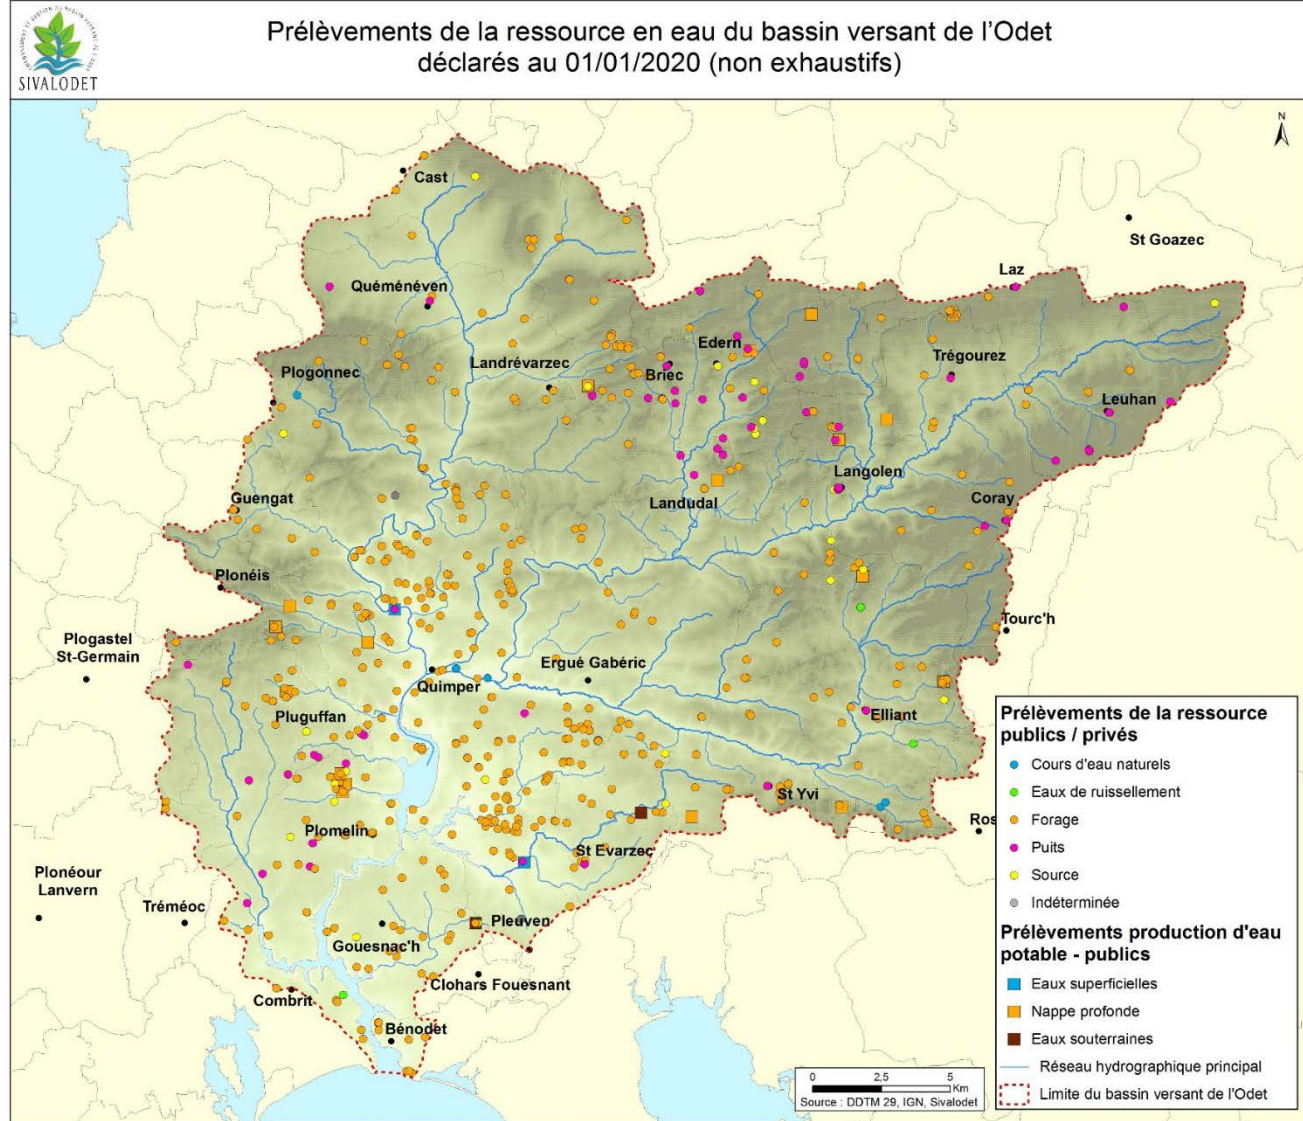 Prélèvements de la ressource en eau du bassin versant de l'Odet
déclarés au 01/01/2020 (non exhaustifs)
SIVALODET
N
Cast
St Goazec
Laz
Quéménéven
Edern
Landrévarzec
Trégourez
Plogonnec
Briec
Leuhan
Langolen
Guengat
Landudal
Coray
Plonéis
Tourc'h
Plogastel
St-Germain
Ergué Gabéric
Quimper
Pluguffan
Elliant
St Yvi
Ros
Plomelin
St Evarzec
Plonéour
Lanvern
Tréméoc
Pleuven
Gouesnac'h
Clohars Fouesnant
Combrit
Bénodet
Prélèvements de la ressource
publics / privés
Cours d'eau naturels
Eaux de ruissellement
Forage
Puits
Source
Indéterminée
Prélèvements production d'eau
potable - publics
Eaux superficielles
Nappe profonde
Eaux souterraines
Réseau hydrographique principal
Limite du bassin versant de l'Odet
0 2,5 5
Km
Source : DDTM 29, IGN, Sivalodet